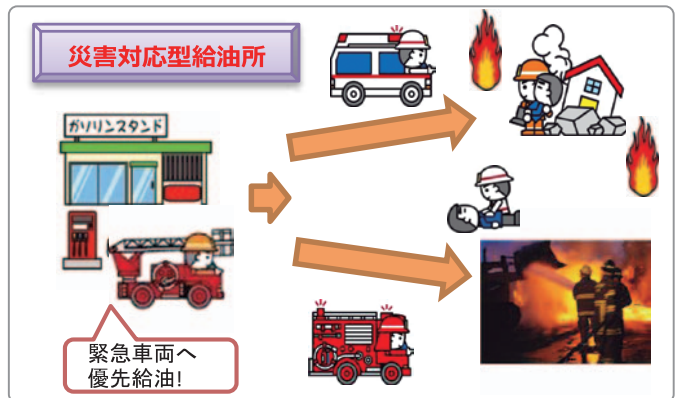 災害対応型給油所
ガソリンスタンド
緊急車両へ
優先給油!